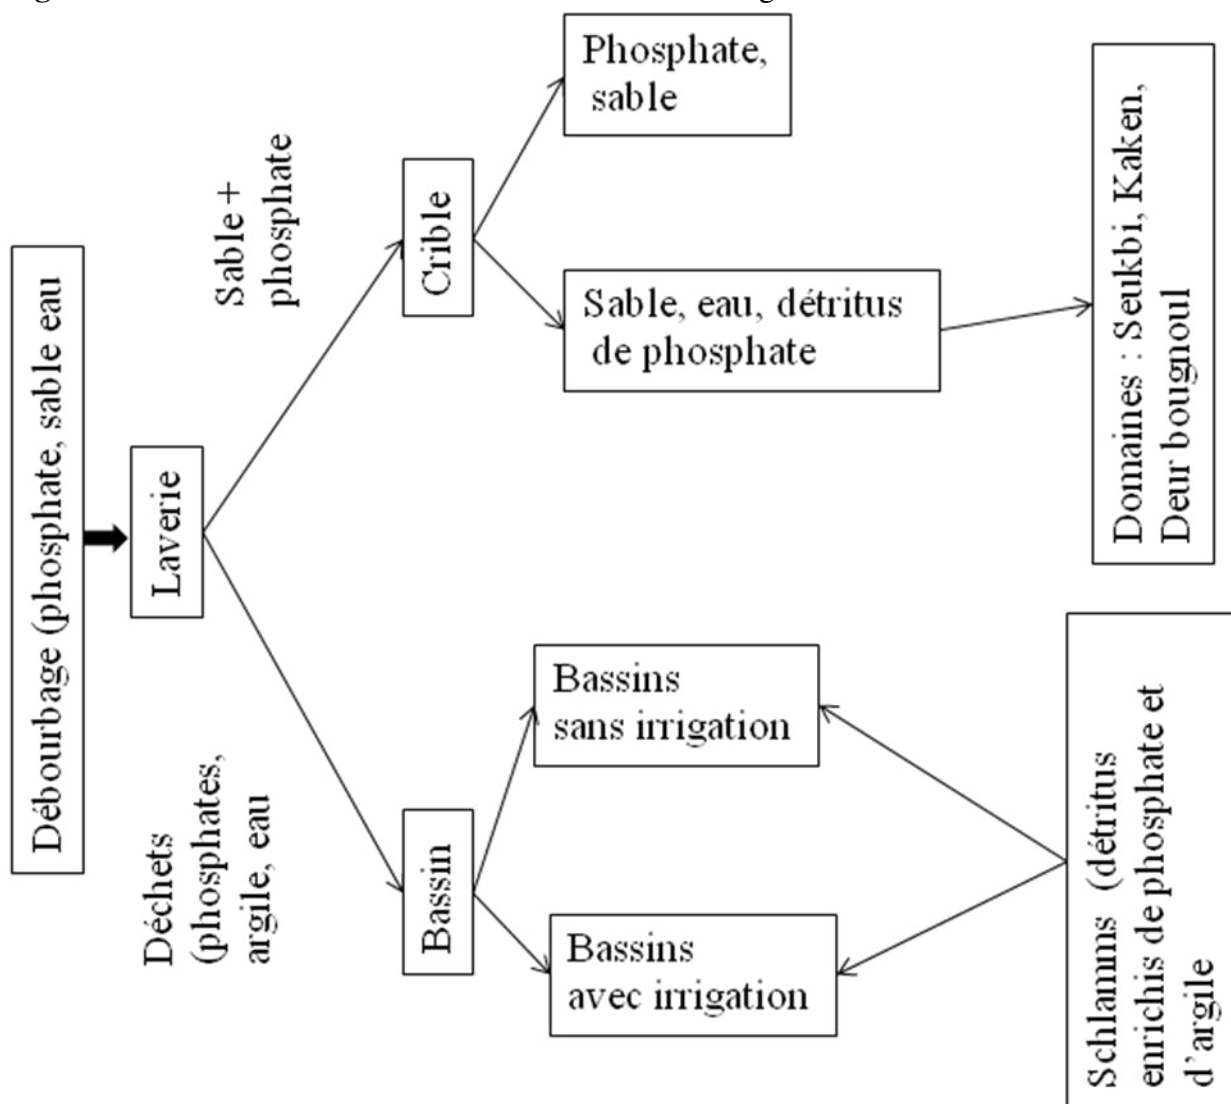 Débourbage (phosphate, sable eau
Laverie
Sable +
phosphate
Déchets
(phosphates,
argile, eau
Crible
Phosphate,
sable
Sable, eau, détritus
de phosphate
Domaines : Seukbi, Kaken,
Deur bougnoul
Bassin
Bassins
sans irrigation
Bassins
avec irrigation
Schlamms (détritus
enrichis de phosphate et
d’argile